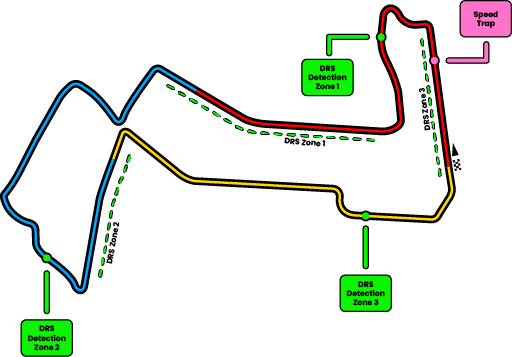 Speed
Trap
DRS
Detection
Zone 1
DRS Zone 3
DRS Zone 1
DRS Zone 2
DRS
Detection
Zone 3
DRS
Detection
Zone 2